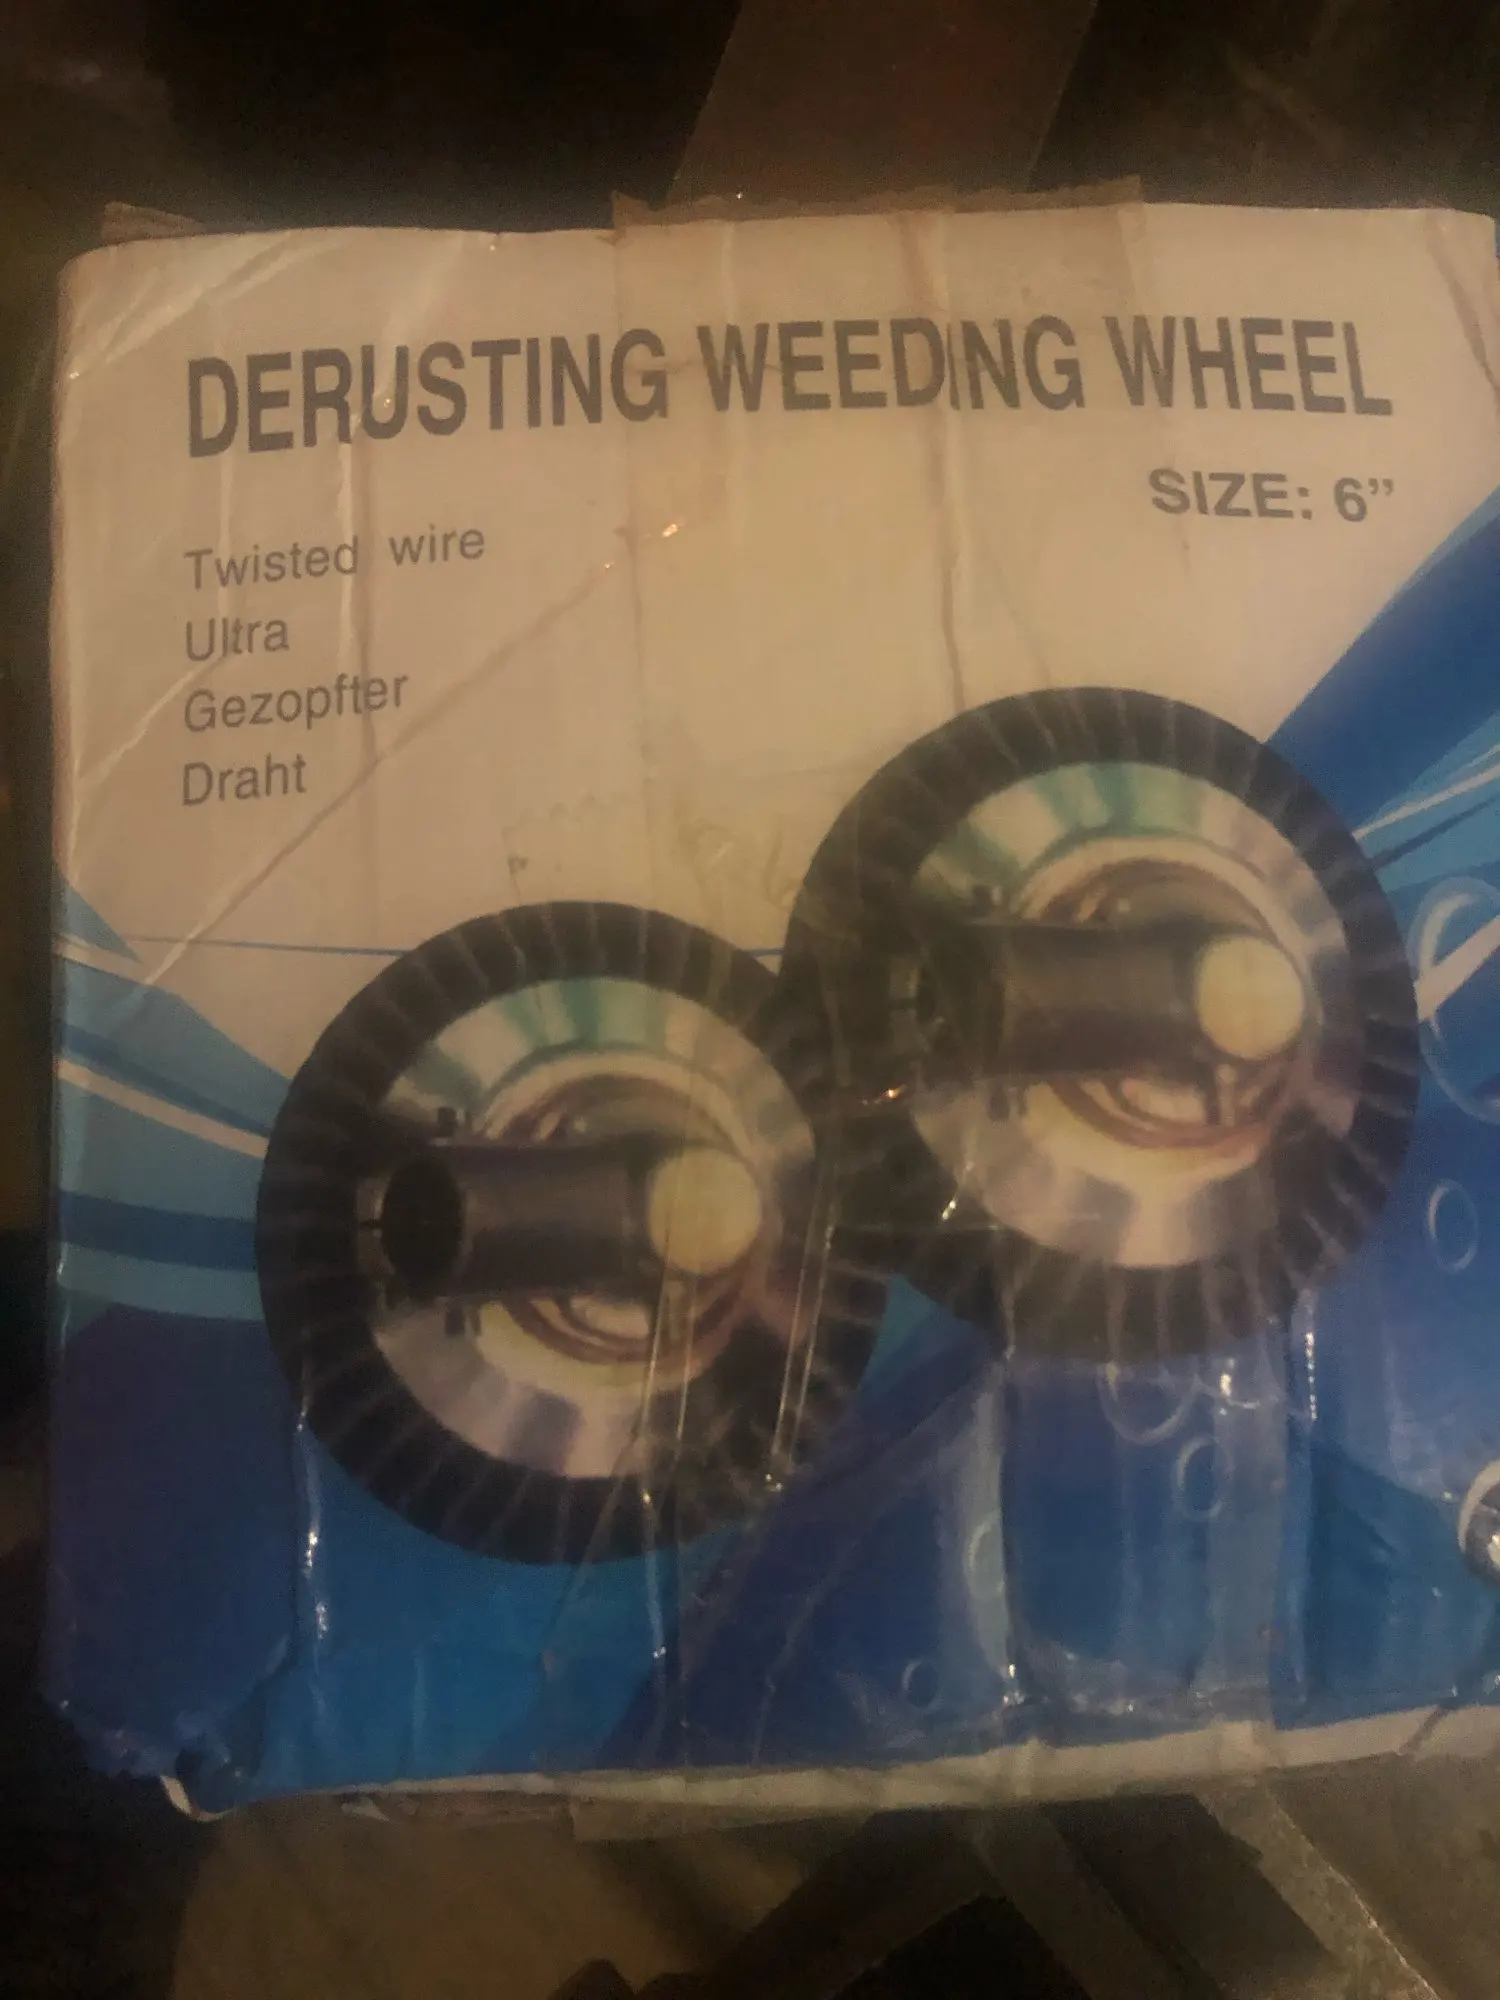 DERUSTING WEEDING WHEEL
SIZE: 6”
Twisted wire
Ultra
Gezopfter
Draht